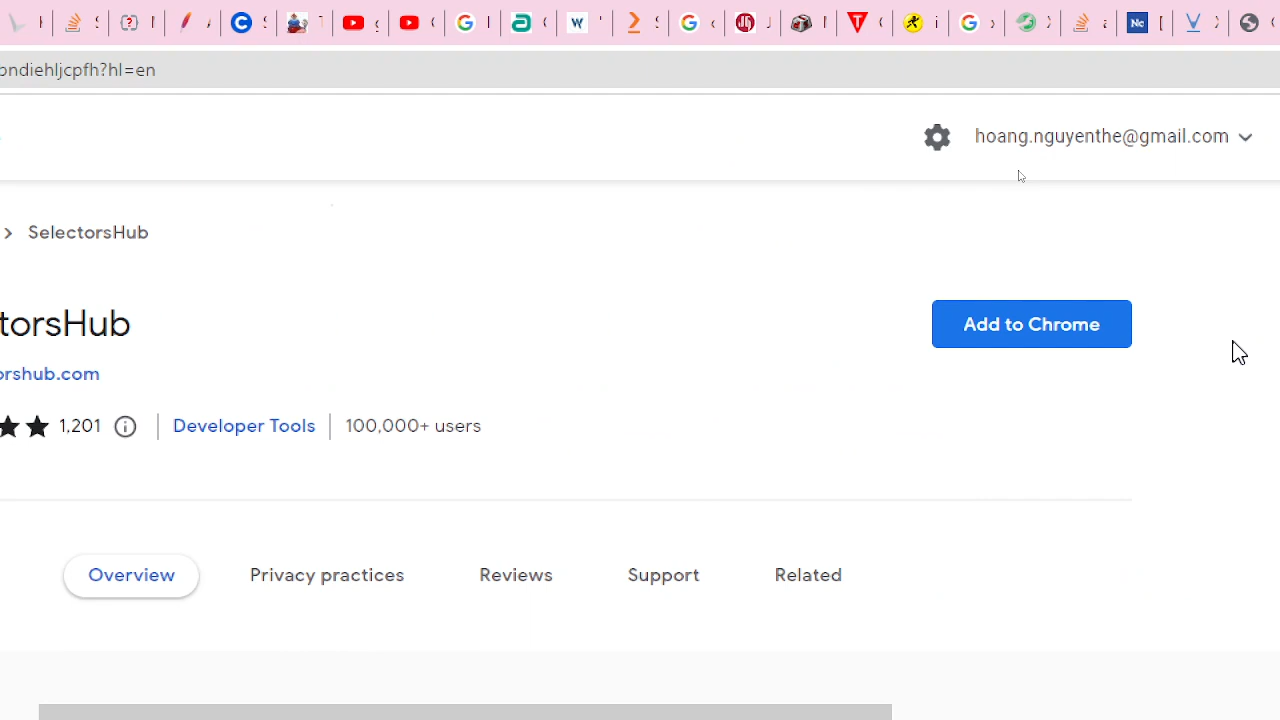 ondiehljcpfh?hl=en
hoang.nguyenthe@gmail.com
SelectorsHub
torsHub
Add to Chrome
orshub.com
1,201
Developer Tools
100,000+ users
Overview
Privacy practices
Reviews
Support
Related